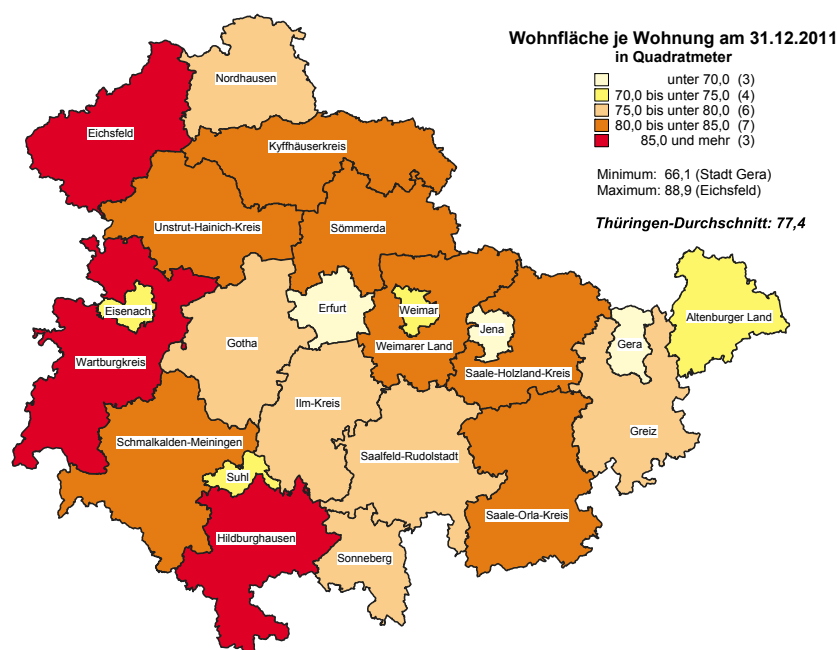 Wohnfläche je Wohnung am 31.12.2011
in Quadratmeter
unter 70,0 (3)
70,0 bis unter 75,0 (4)
75,0 bis unter 80,0 (6)
80,0 bis unter 85,0 (7)
85,0 und mehr (3)
Minimum: 66,1 (Stadt Gera)
Maximum: 88,9 (Eichsfeld)
Thüringen-Durchschnitt: 77,4
Nordhausen
Eichsfeld
Kyffhäuserkreis
Unstrut-Hainich-Kreis
Sömmerda
Eisenach
Erfurt
Weimar
Altenburger Land
Jena
Gotha
Weimarer Land
Gera
Wartburgkreis
Saale-Holzland-Kreis
Ilm-Kreis
Greiz
Schmalkalden-Meiningen
Saalfeld-Rudolstadt
Suhl
Saale-Orla-Kreis
Hildburghausen
Sonneberg